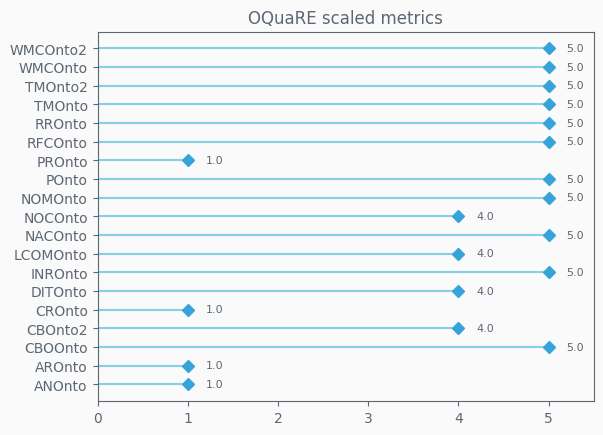 OQuaRE scaled metrics
WMCOnto2 5.0
WMCOnto 5.0
TMOnto2 5.0
TMOnto 5.0
RROnto 5.0
RFCOnto 5.0
PROnto 1.0
POnto 5.0
NOMOnto 5.0
NOCOnto 4.0
NACOnto 5.0
LCOMOnto 4.0
INROnto 5.0
DITOnto 4.0
CROnto 1.0
CBOnto2 4.0
CBOOnto 5.0
AROnto 1.0
ANOnto 1.0
0 1 2 3 4 5